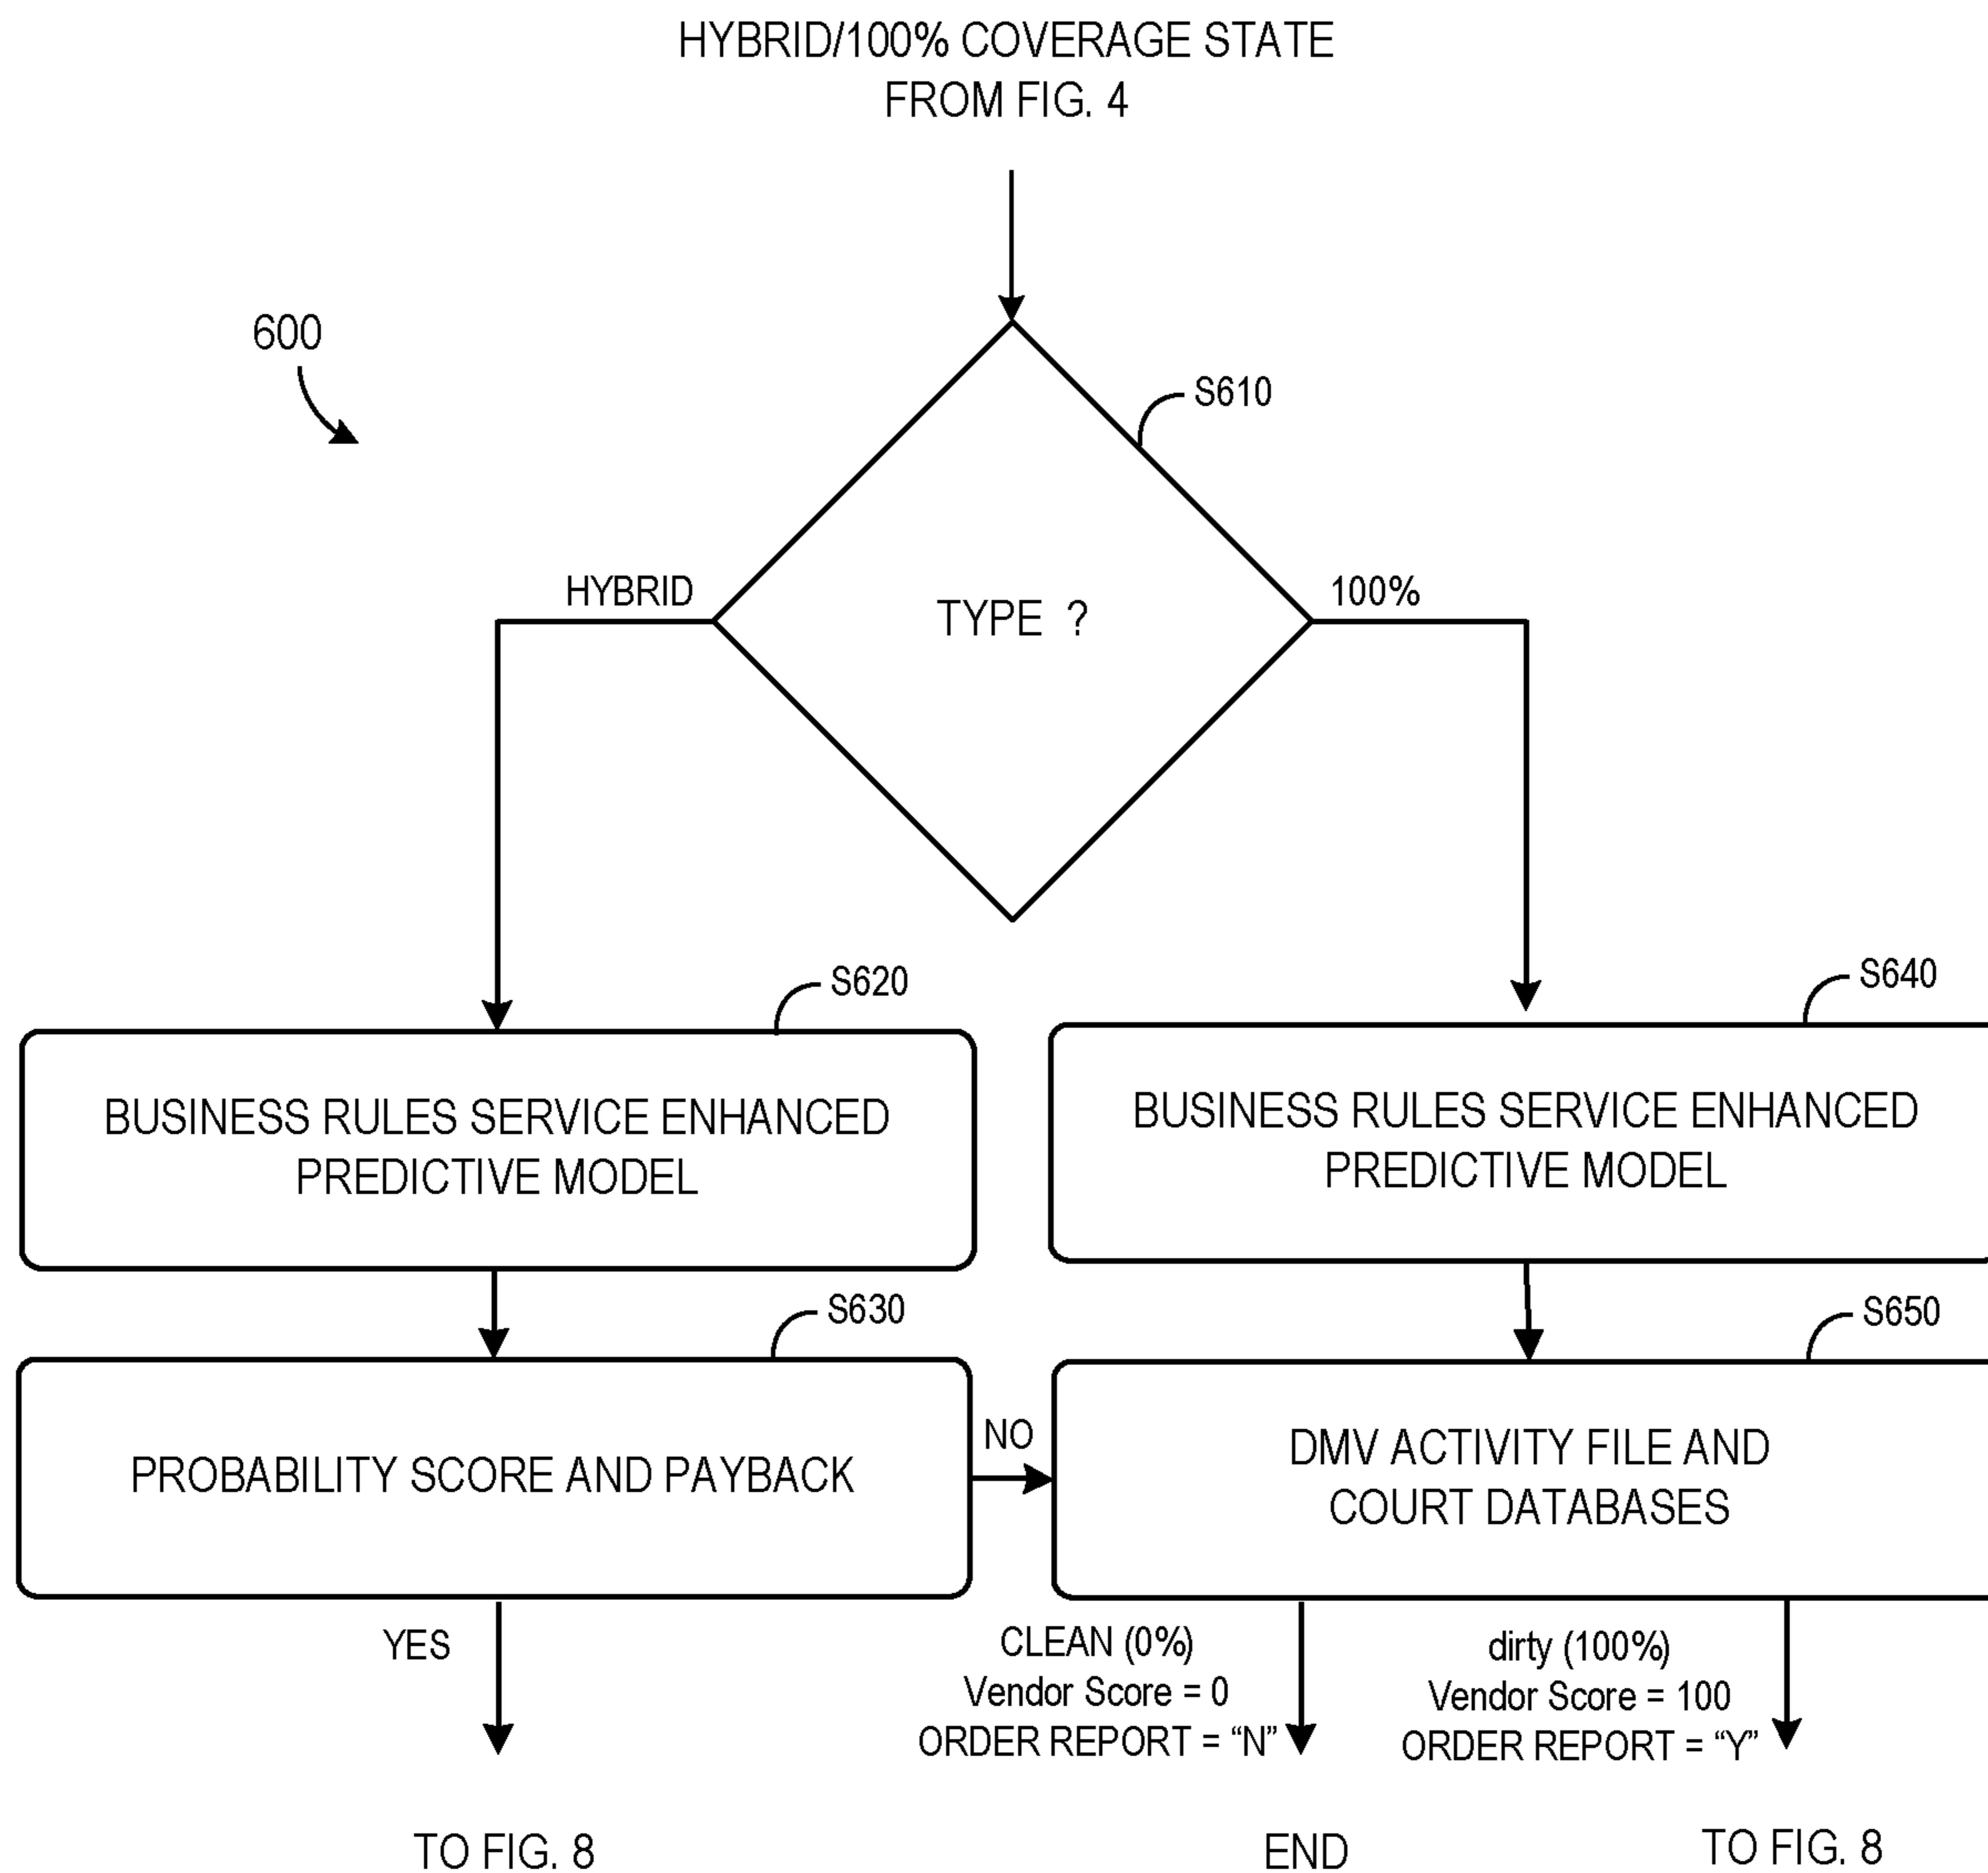 HYBRID/100% COVERAGE STATE
FROM FIG. 4
600
S610
HYBRID
TYPE ?
100%
S620
S640
BUSINESS RULES SERVICE ENHANCED
PREDICTIVE MODEL
BUSINESS RULES SERVICE ENHANCED
PREDICTIVE MODEL
S630
S650
PROBABILITY SCORE AND PAYBACK
NO
DMV ACTIVITY FILE AND
COURT DATABASES
YES
CLEAN (0%)
Vendor Score = 0
ORDER REPORT = “N”
dirty (100%)
Vendor Score = 100
ORDER REPORT = “Y”
TO FIG. 8
END
TO FIG. 8